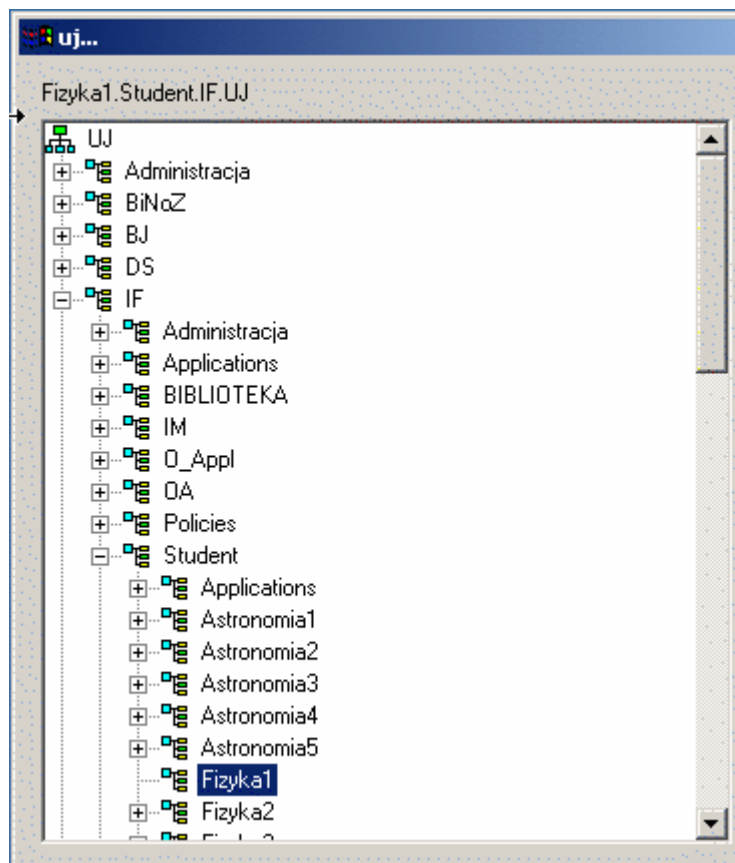 uj...
Fizyka1.Student.IF.UJ
UJ
Administracja
BiNoZ
BJ
DS
IF
Administracja
Applications
BIBLIOTEKA
IM
O_Appl
OA
Policies
Student
Applications
Astronomia1
Astronomia2
Astronomia3
Astronomia4
Astronomia5
Fizyka1
Fizyka2